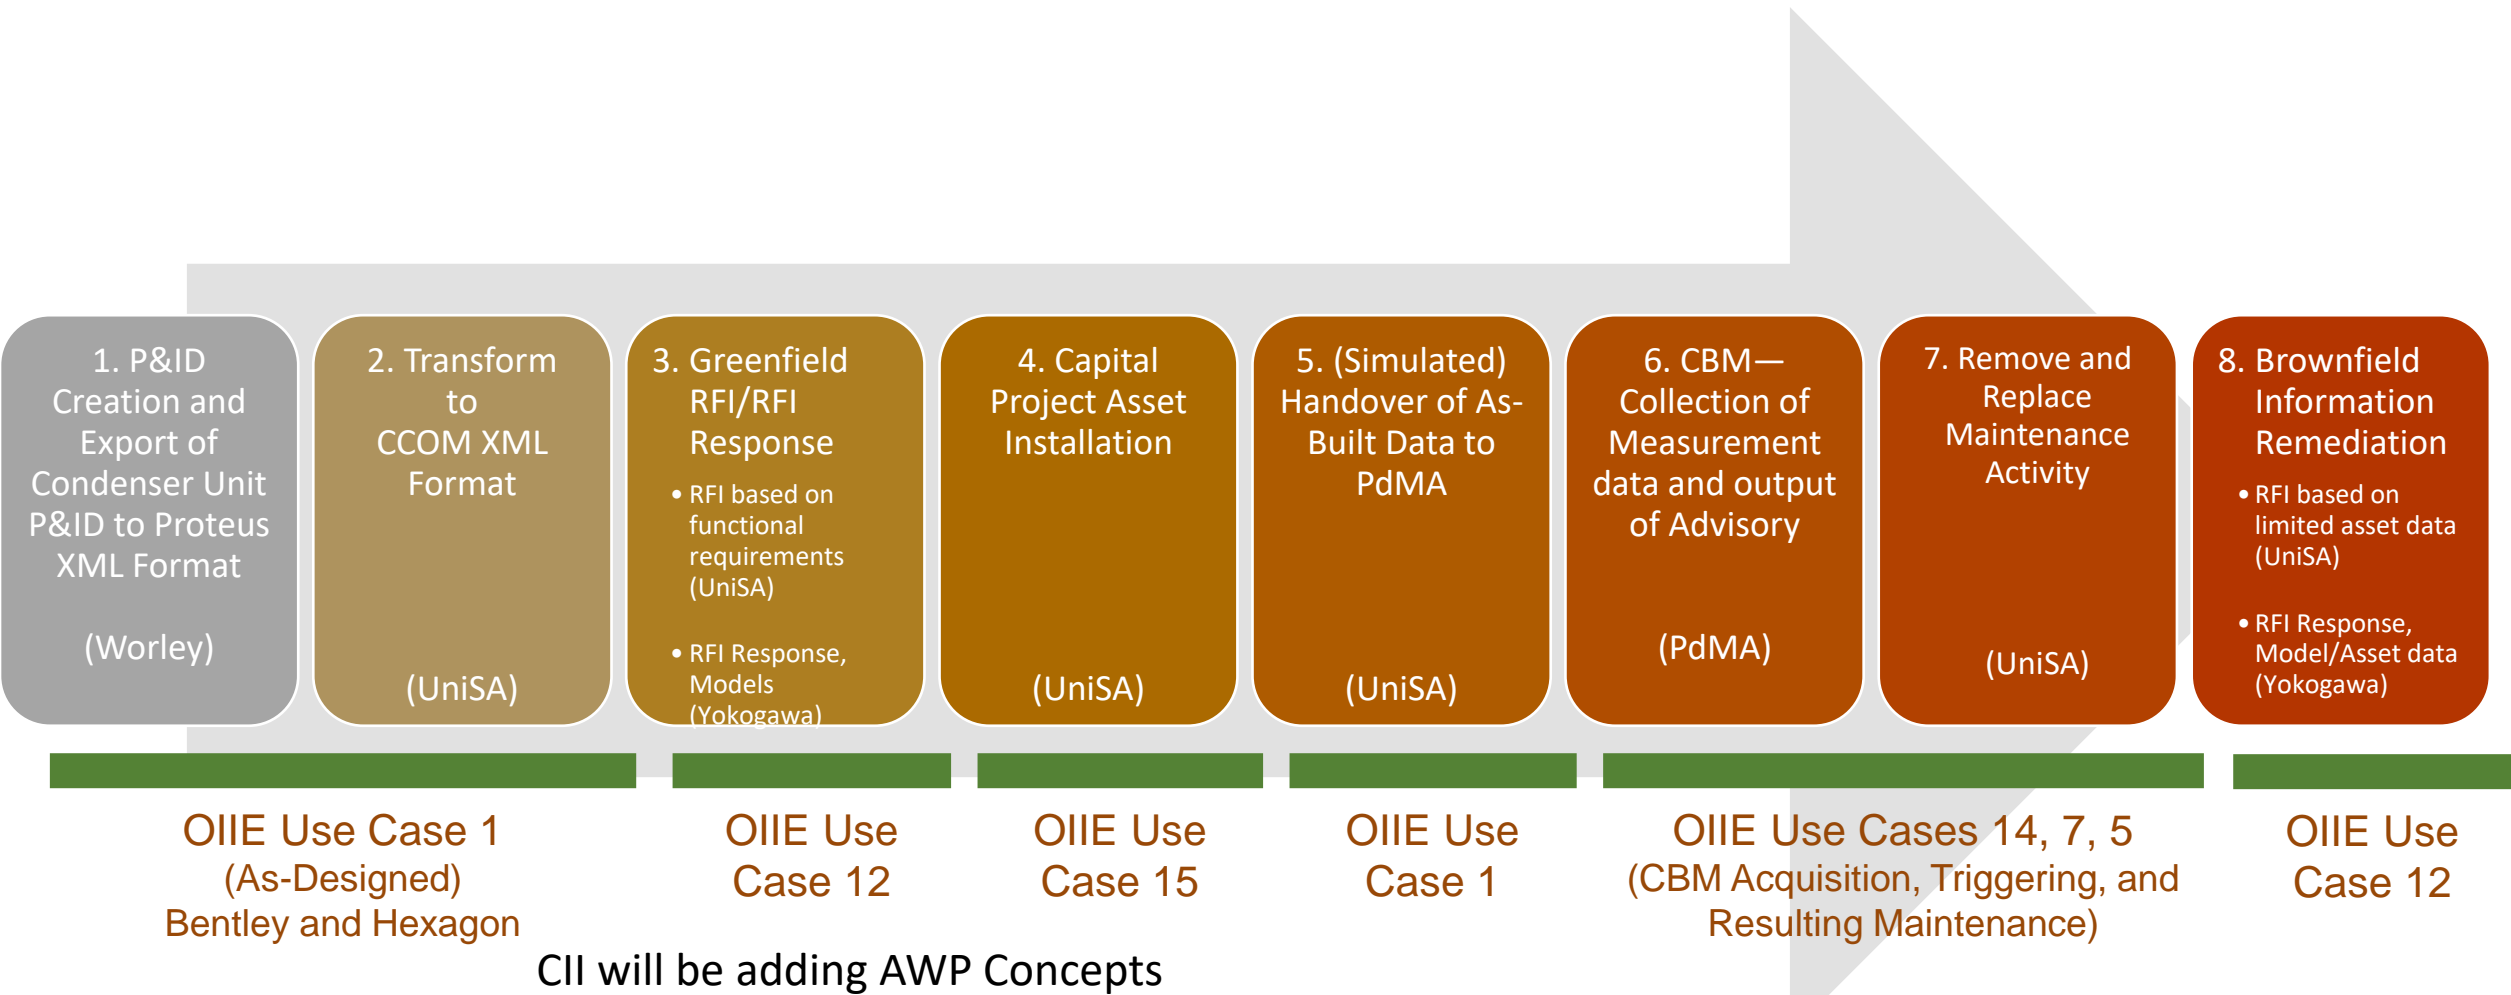 1. P&ID
Creation and
Export of
Condenser Unit
P&ID to Proteus
XML Format
(Worley)
2. Transform
to
CCOM XML
Format
(UniSA)
3. Greenfield
RFI/RFI
Response
• RFI based on
functional
requirements
(UniSA)
• RFI Response,
Models
(Yokogawa)
4. Capital
Project Asset
Installation
(UniSA)
5. (Simulated)
Handover of As-
Built Data to
PdMA
(UniSA)
6. CBM—
Collection of
Measurement
data and output
of Advisory
(PdMA)
7. Remove and
Replace
Maintenance
Activity
(UniSA)
8. Brownfield
Information
Remediation
• RFI based on
limited asset data
(UniSA)
• RFI Response,
Model/Asset data
(Yokogawa)
OIIE Use Case 1
(As-Designed)
Bentley and Hexagon
OIIE Use
Case 12
OIIE Use
Case 15
OIIE Use
Case 1
OIIE Use Cases 14, 7, 5
(CBM Acquisition, Triggering, and
Resulting Maintenance)
OIIE Use
Case 12
CII will be adding AWP Concepts